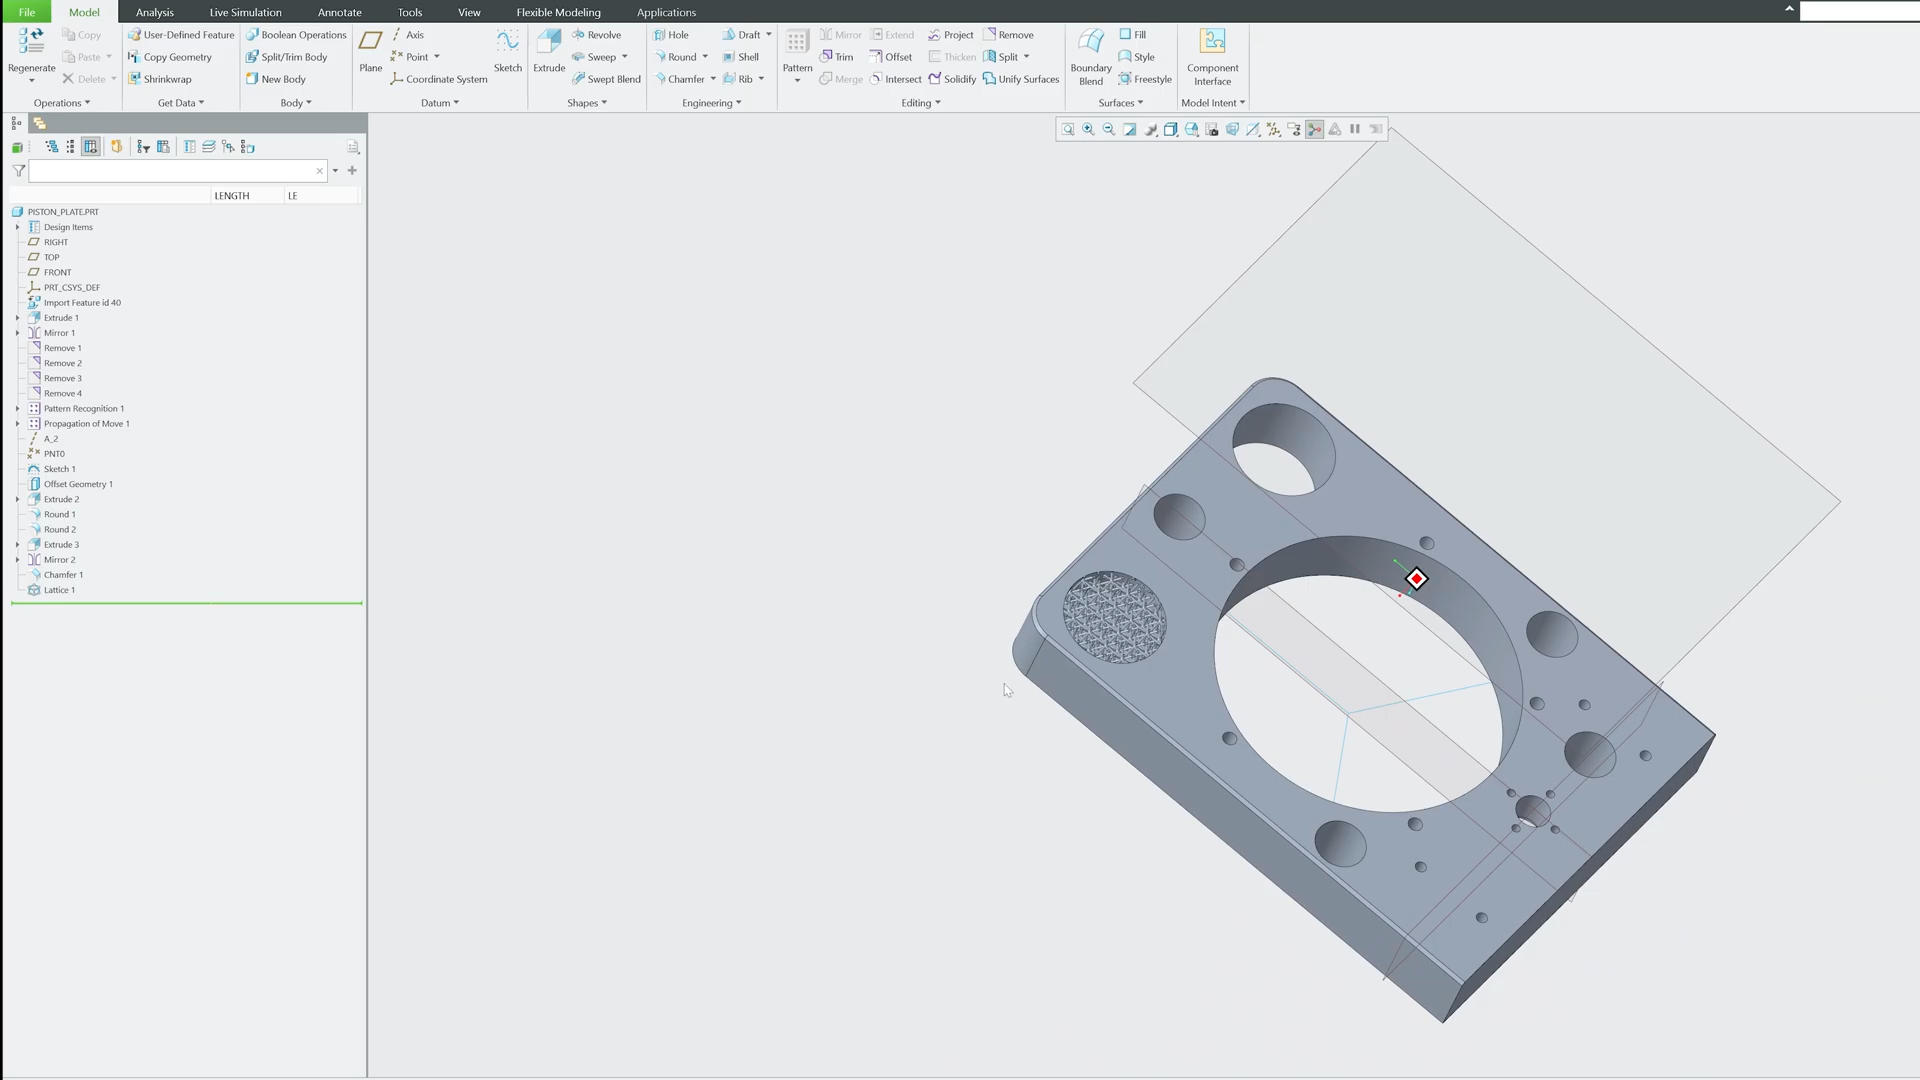 File Model Analysis Live Simulation Annotate Tools View Flexible Modeling Applications
Regenerate
Copy
Paste
Delete
Operations
User-Defined Feature
Copy Geometry
Shrinkwrap
Get Data
Boolean Operations
Split/Trim Body
New Body
Body
Plane
Axis
Point
Coordinate System
Sketch
Datum
Extrude
Revolve
Sweep
Swept Blend
Shapes
Hole
Round
Chamfer
Draft
Shell
Rib
Engineering
Pattern
Mirror
Trim
Merge
Extend
Offset
Intersect
Project
Thicken
Solidify
Remove
Split
Unify Surfaces
Editing
Boundary
Blend
Fill
Style
Freestyle
Surfaces
Component
Interface
Model Intent
LENGTH LE
PISTON_PLATE.PRT
Design Items
RIGHT
TOP
FRONT
PRT_CSYS_DEF
Import Feature id 40
Extrude 1
Mirror 1
Remove 1
Remove 2
Remove 3
Remove 4
Pattern Recognition 1
Propagation of Move 1
A_2
PNT0
Sketch 1
Offset Geometry 1
Extrude 2
Round 1
Round 2
Extrude 3
Mirror 2
Chamfer 1
Lattice 1